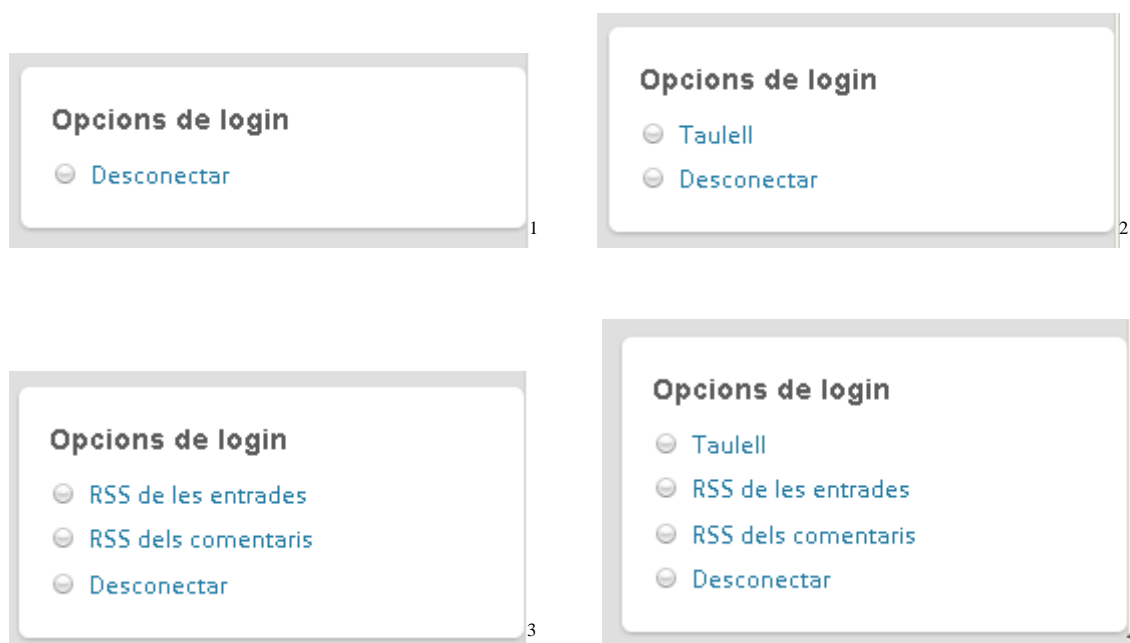 Opcions de login
Desconectar
1
Opcions de login
Taulell
Desconectar
2
Opcions de login
RSS de les entrades
RSS dels comentaris
Desconectar
3
Opcions de login
Taulell
RSS de les entrades
RSS dels comentaris
Desconectar